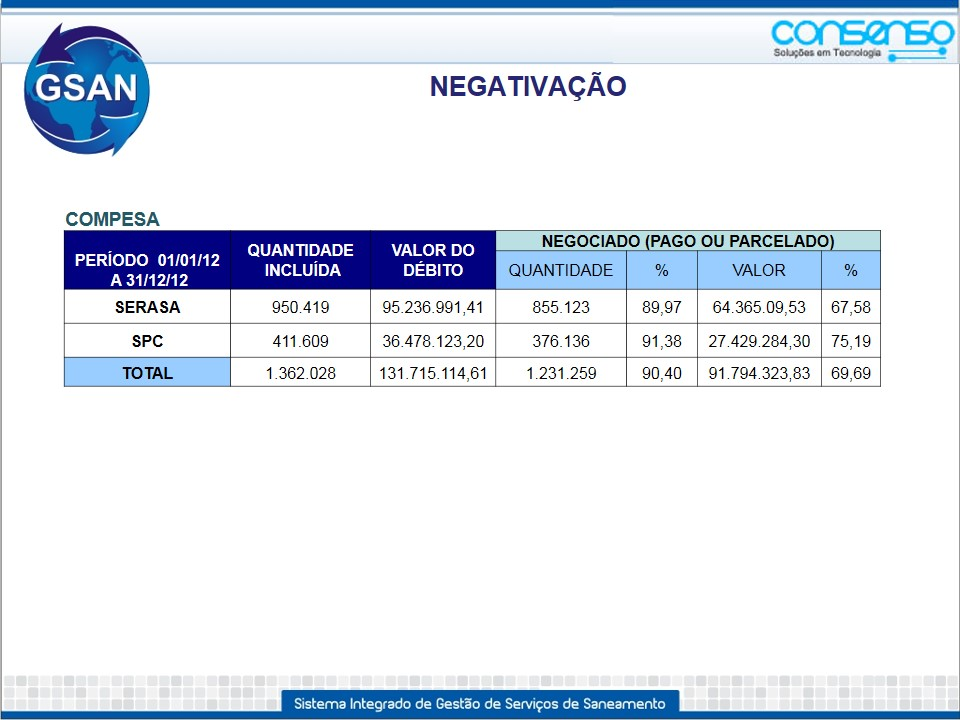 GSAN
consenso
Soluções em Tecnologia
NEGATIVAÇÃO
COMPESA
PERÍODO 01/01/12
A 31/12/12
QUANTIDADE
INCLUÍDA
VALOR DO
DÉBITO
NEGOCIADO (PAGO OU PARCELADO)
QUANTIDADE % VALOR %
SERASA 950.419 95.236.991,41 855.123 89,97 64.365.09,53 67,58
SPC 411.609 36.478.123,20 376.136 91,38 27.429.284,30 75,19
TOTAL 1.362.028 131.715.114,61 1.231.259 90,40 91.794.323,83 69,69
Sistema Integrado de Gestão de Serviços de Saneamento